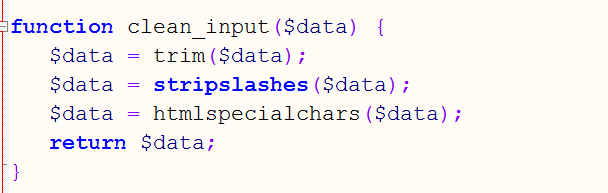 function clean_input($data) {
$data = trim($data);
$data = stripslashes($data);
$data = htmlspecialchars($data);
return $data;
}